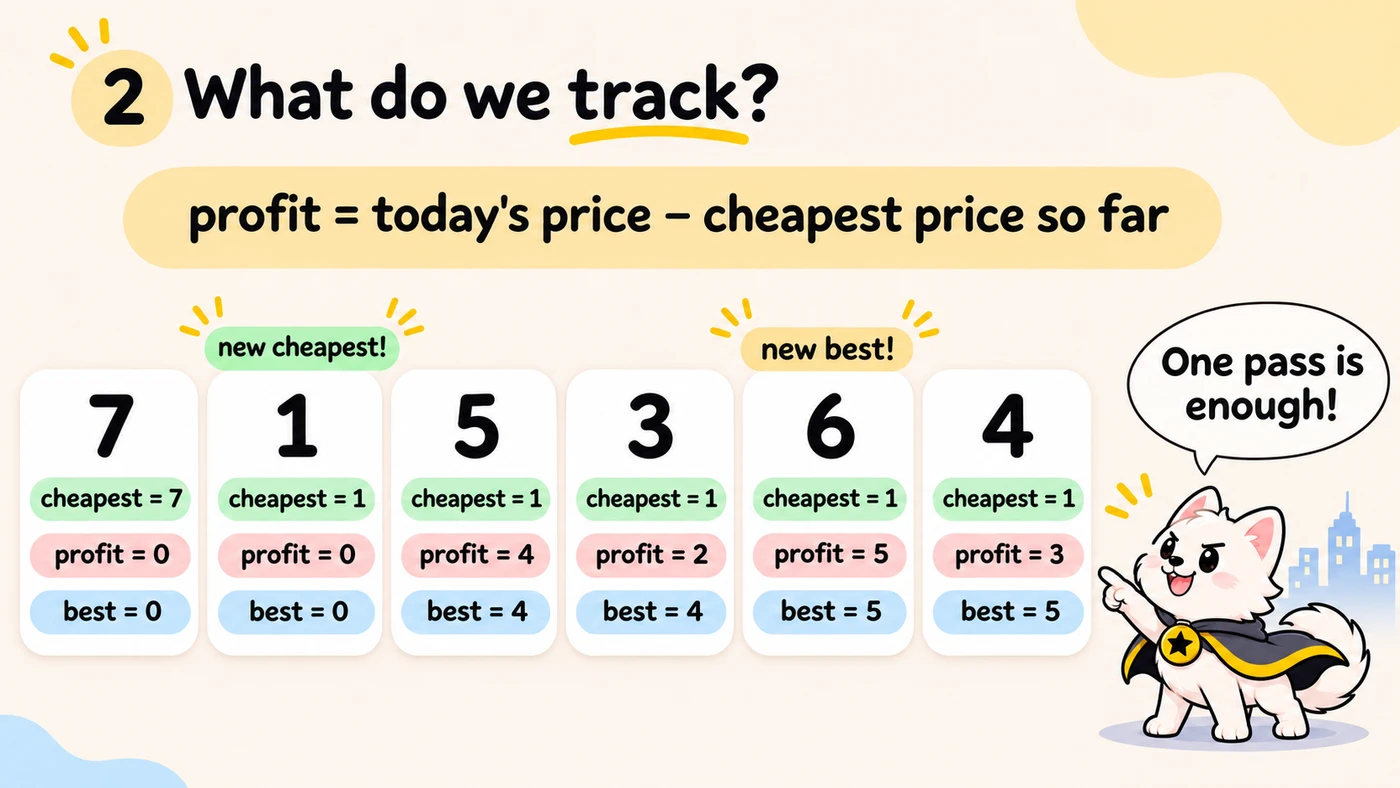 2 What do we track?
profit = today's price – cheapest price so far
new cheapest!
new best!
7
cheapest = 7
profit = 0
best = 0
1
cheapest = 1
profit = 0
best = 0
5
cheapest = 1
profit = 4
best = 4
3
cheapest = 1
profit = 2
best = 4
6
cheapest = 1
profit = 5
best = 5
4
cheapest = 1
profit = 3
best = 5
One pass is
enough!